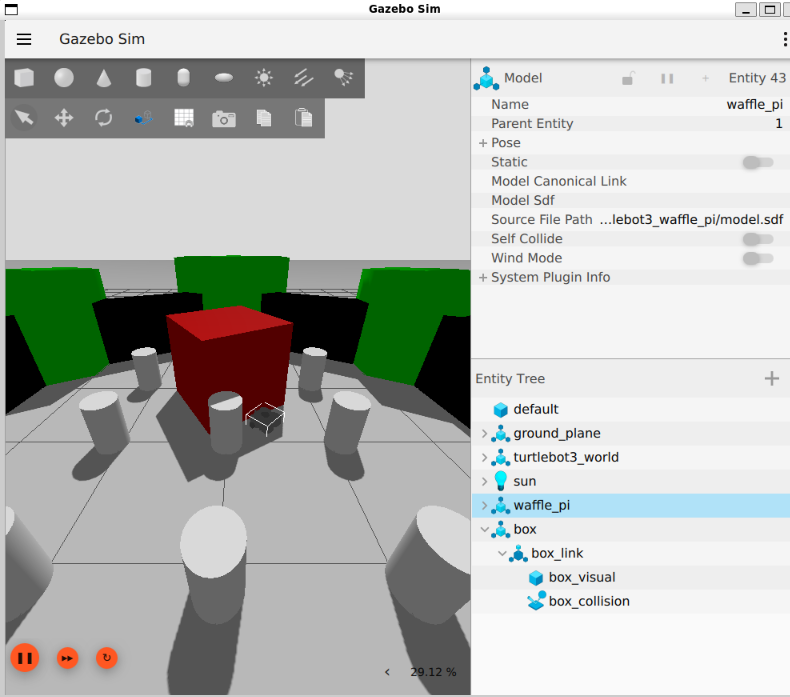 Gazebo Sim
Gazebo Sim
Model
Entity 43
Name
waffle_pi
Parent Entity
1
Pose
Static
Model Canonical Link
Model Sdf
Source File Path
...lebot3_waffle_pi/model.sdf
Self Collide
Wind Mode
System Plugin Info
Entity Tree
default
ground_plane
turtlebot3_world
sun
waffle_pi
box
box_link
box_visual
box_collision
29.12 %